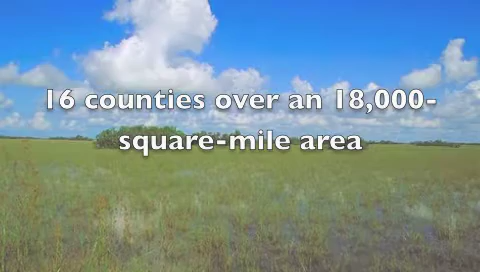 16 counties over an 18,000-
square-mile area